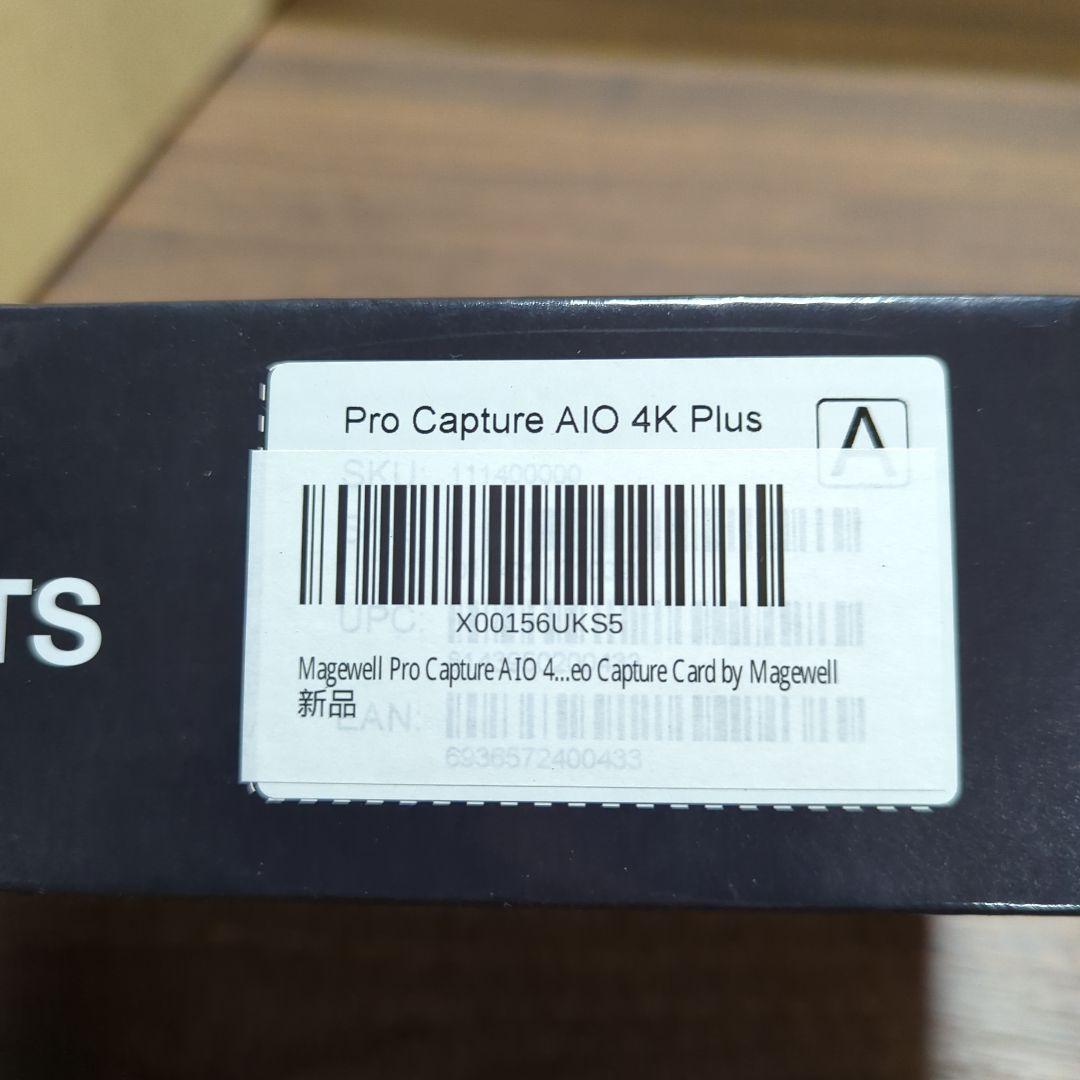 Pro Capture AIO 4K Plus
A
SKU: 111400000
UPC:
X00156UKS5
Magewell Pro Capture AIO 4...eo Capture Card by Magewell
新品
EAN:
6936572400433
TS